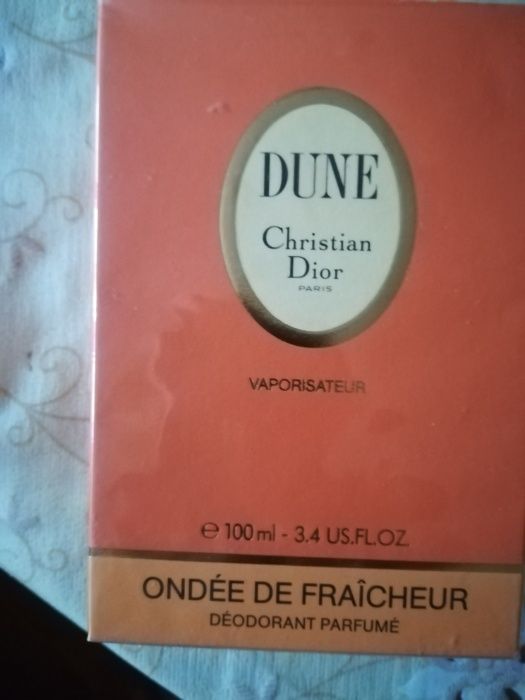 DUNE
Christian
Dior
PARIS
VAPORISATEUR
℮ 100 ml - 3.4 US.FL.OZ.
ONDÉE DE FRAÎCHEUR
DÉODORANT PARFUMÉ